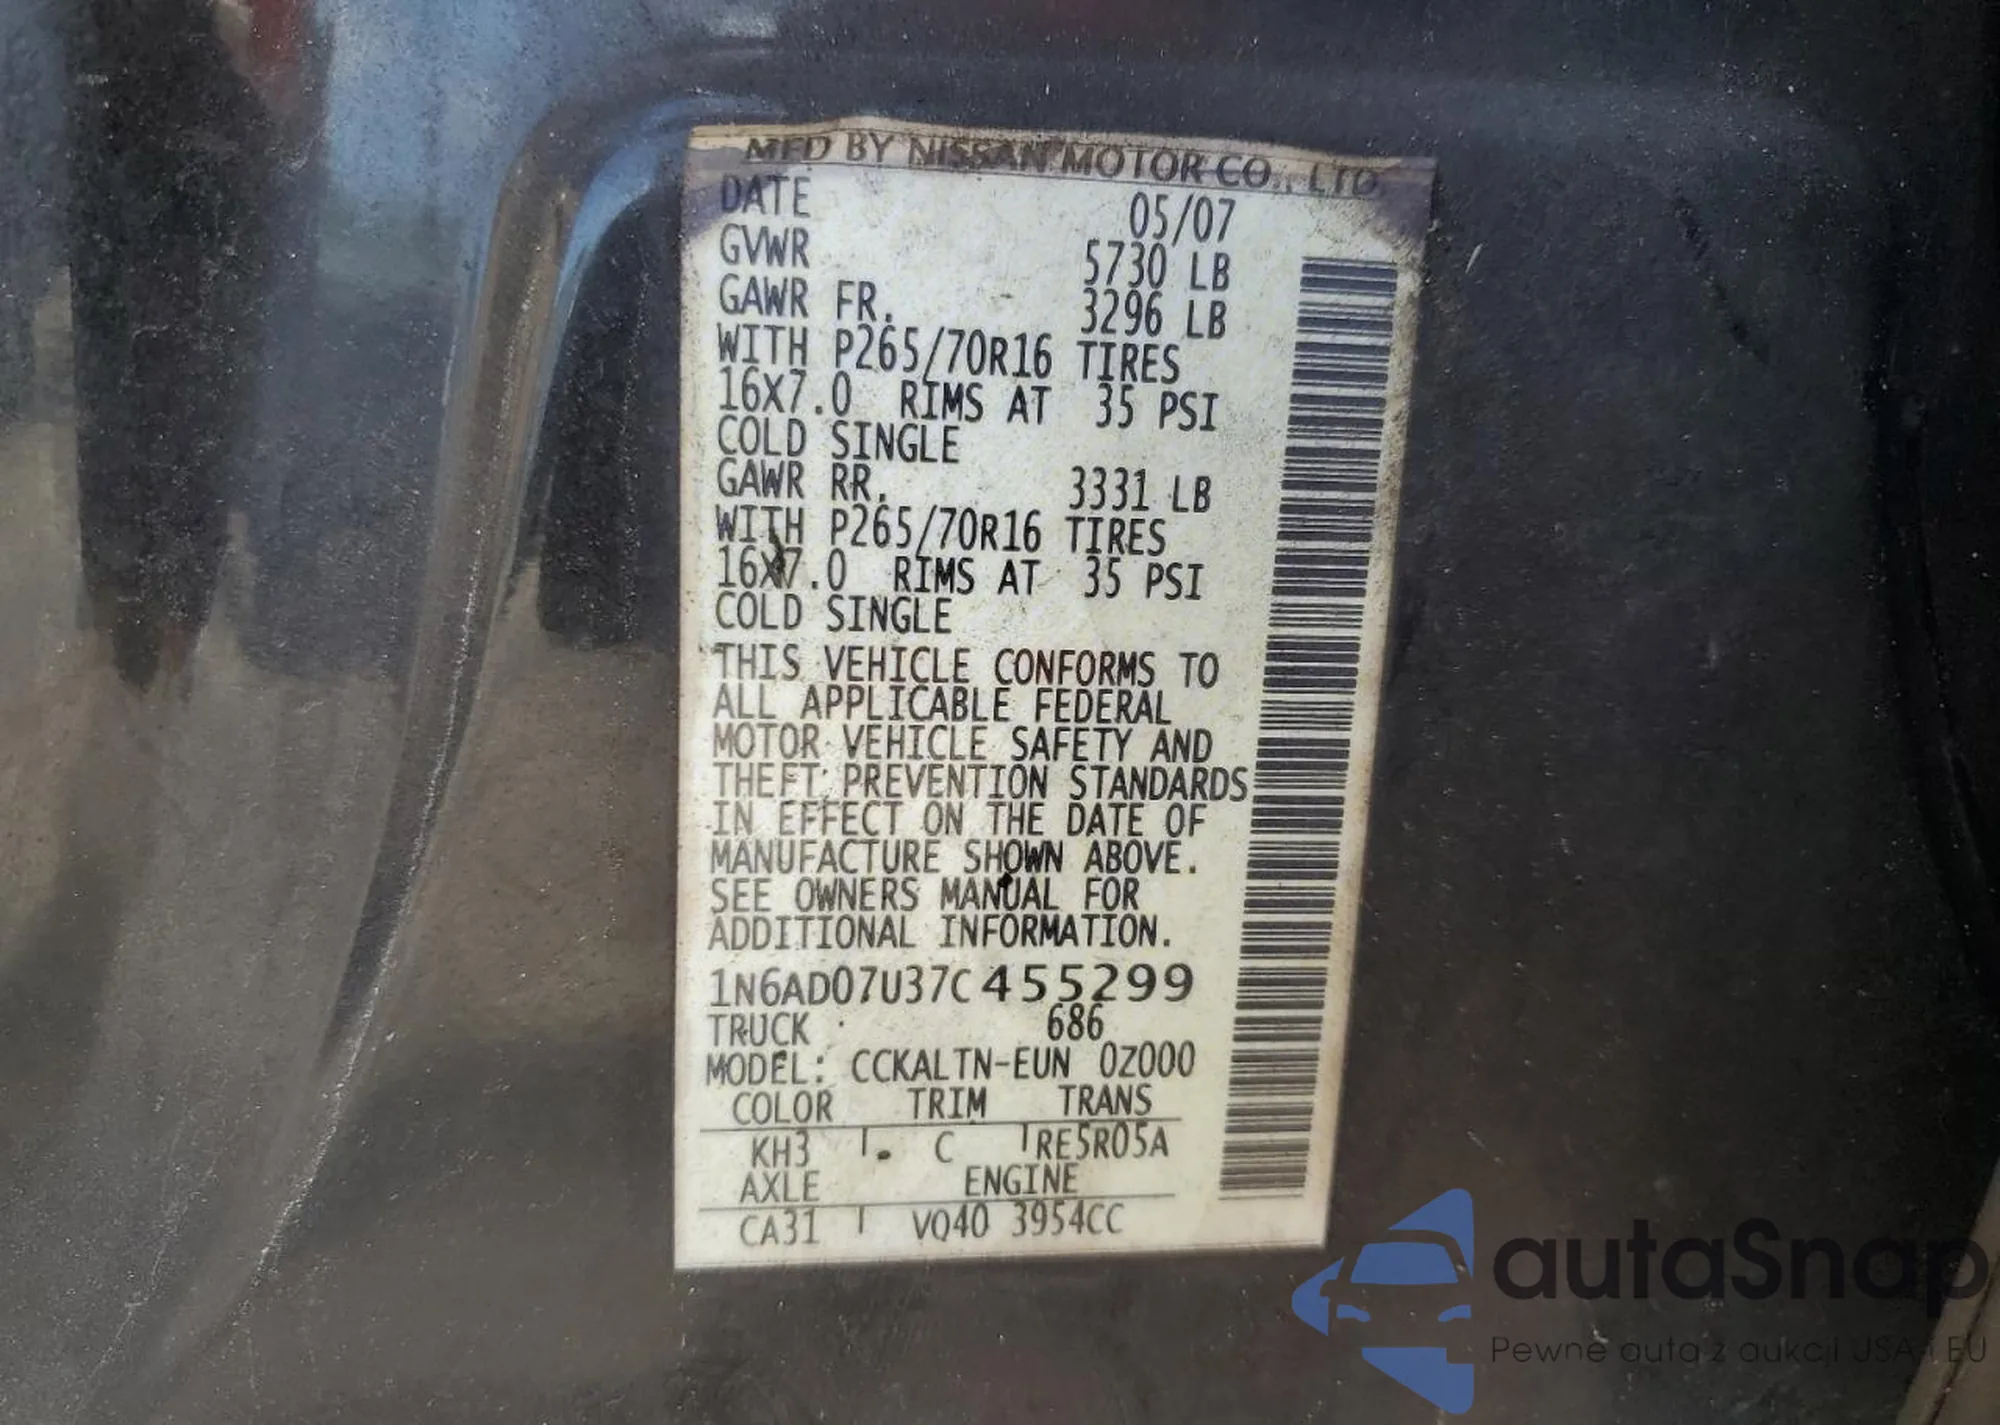 MFD BY NISSAN MOTOR CO., LTD.
DATE 05/07
GVWR 5730 LB
GAWR FR. 3296 LB
WITH P265/70R16 TIRES
16X7.0 RIMS AT 35 PSI
COLD SINGLE
GAWR RR. 3331 LB
WITH P265/70R16 TIRES
16X7.0 RIMS AT 35 PSI
COLD SINGLE
THIS VEHICLE CONFORMS TO
ALL APPLICABLE FEDERAL
MOTOR VEHICLE SAFETY AND
THEFT PREVENTION STANDARDS
IN EFFECT ON THE DATE OF
MANUFACTURE SHOWN ABOVE.
SEE OWNERS MANUAL FOR
ADDITIONAL INFORMATION.
1N6AD07U37C455299
TRUCK 686
MODEL: CCKALTN-EUN 0Z000
COLOR TRIM TRANS
KH3 C RE5R05A
AXLE ENGINE
CA31 VQ40 3954CC
autaSnap
Pewne auta z aukcji USA i EU